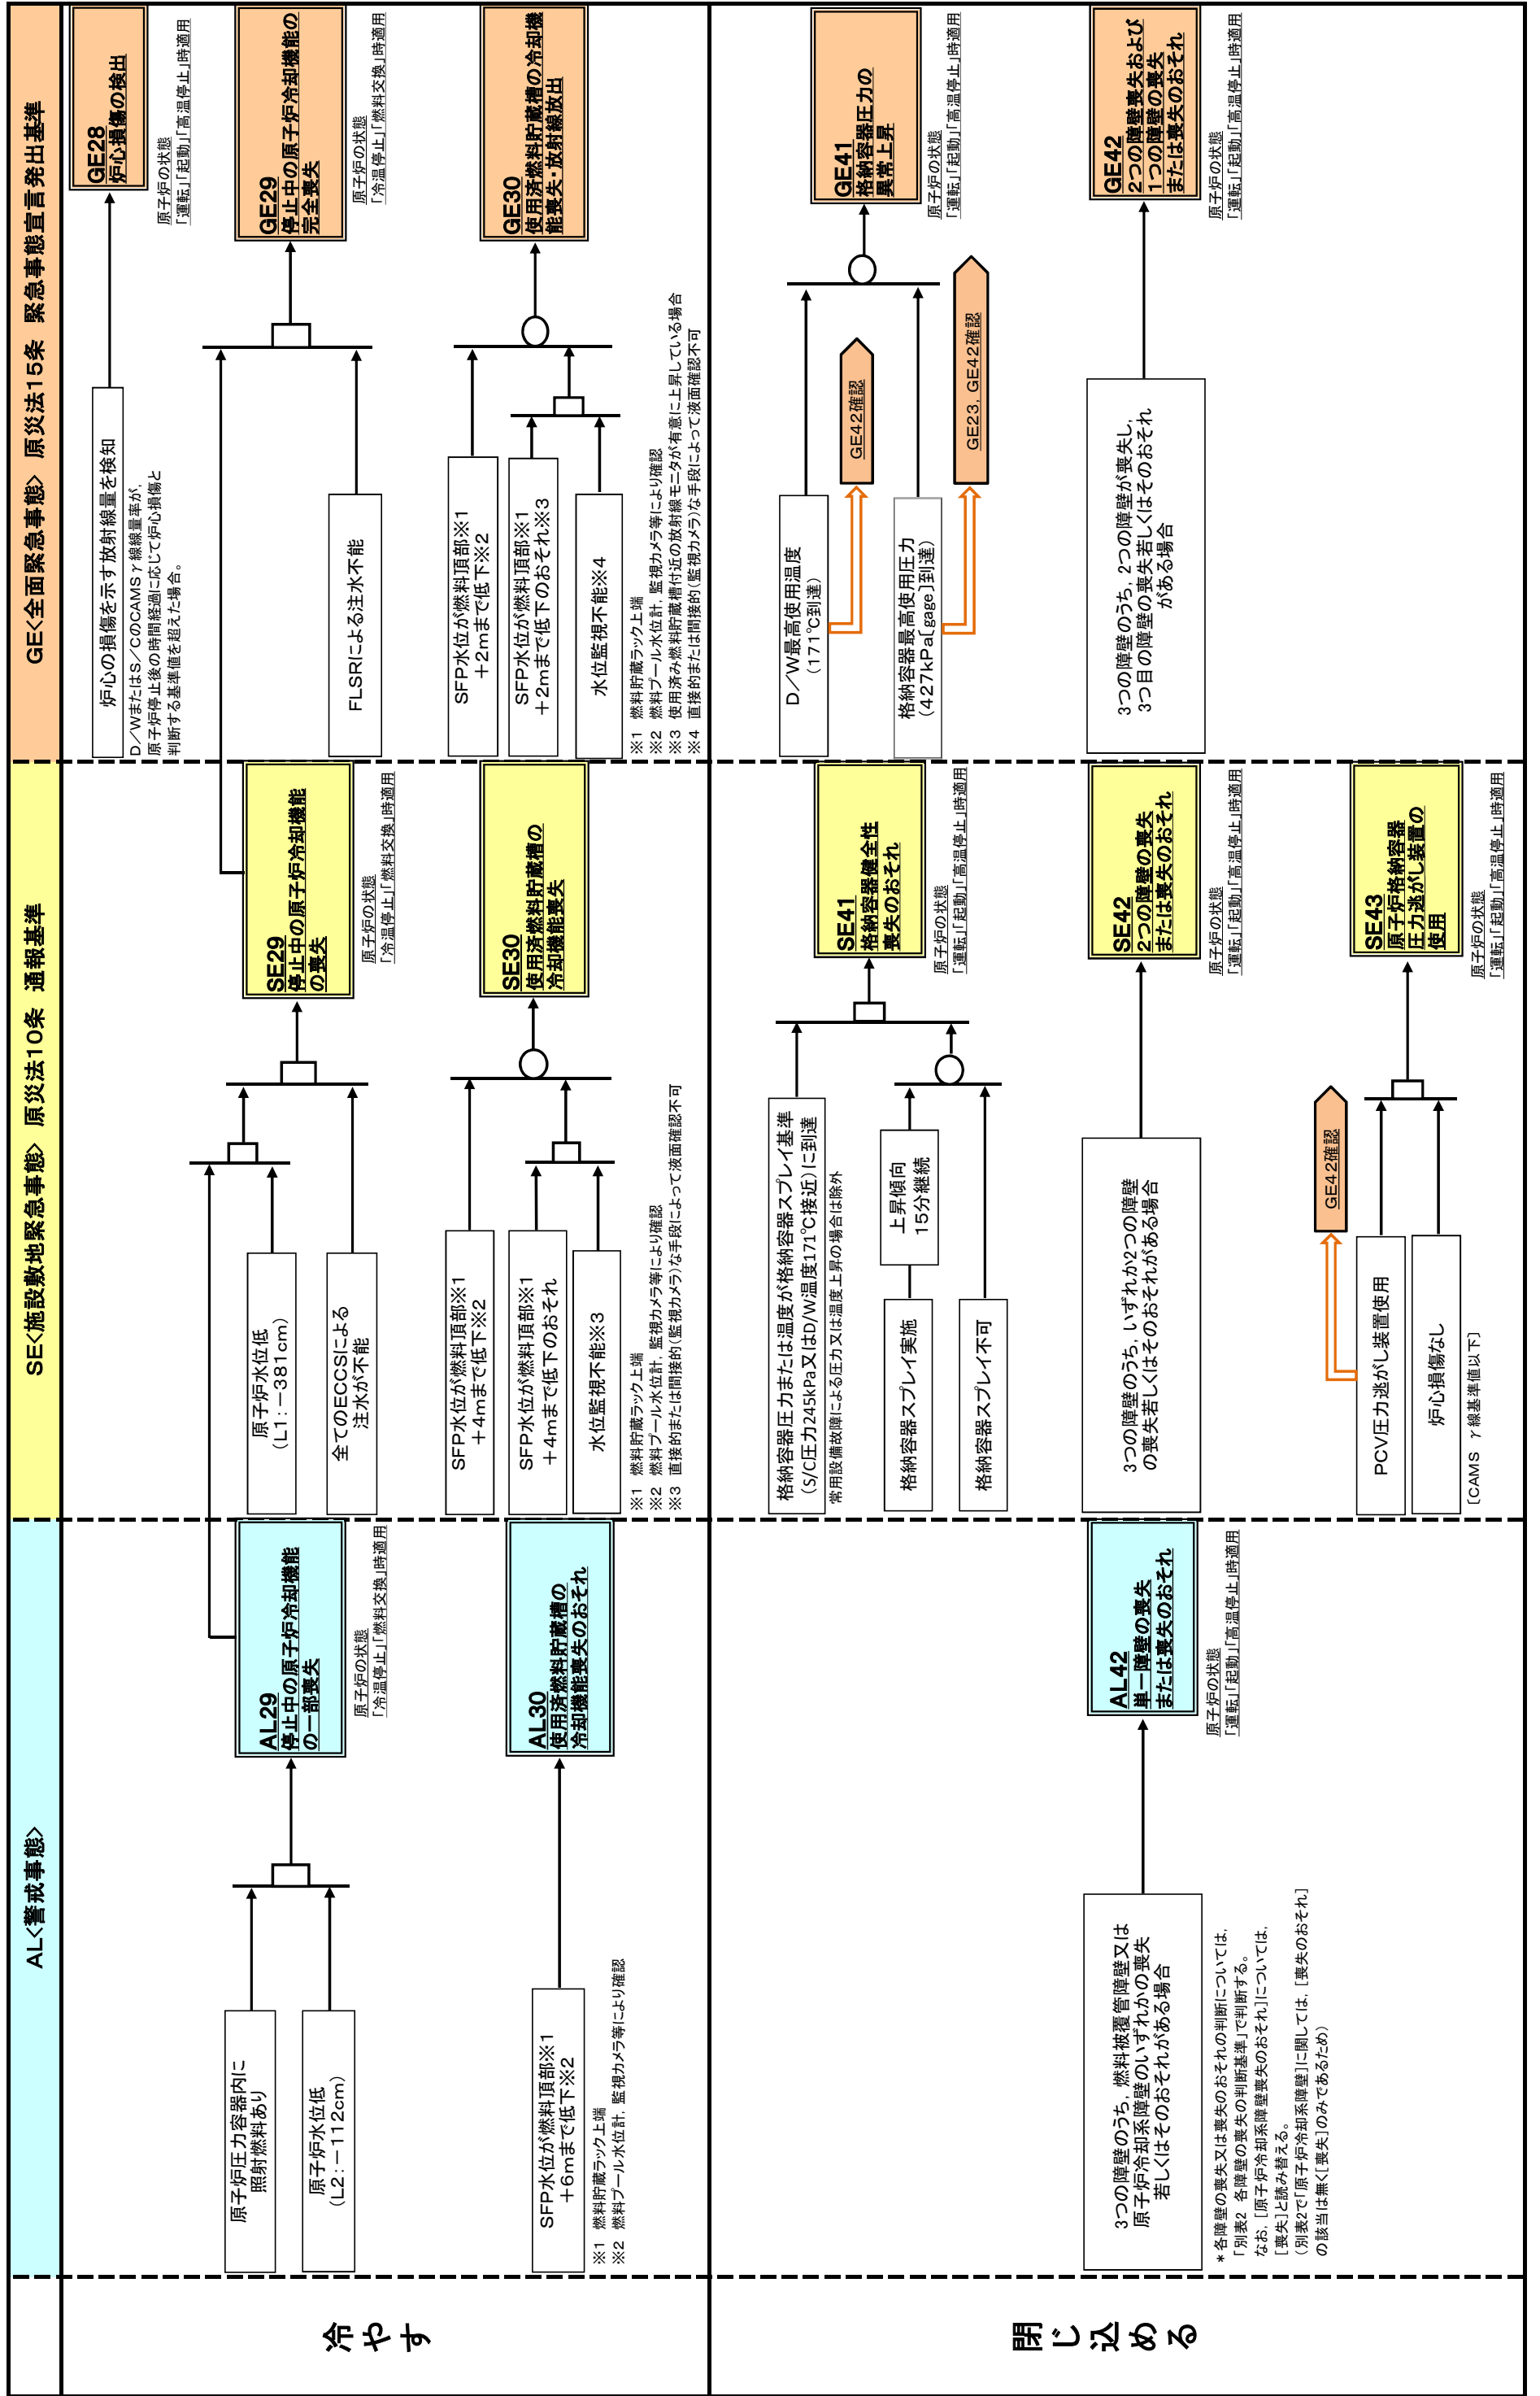 AL<警戒事態>
SE<施設敷地緊急事態> 原災法10条 通報基準
GE<全面緊急事態> 原災法15条 緊急事態宣言発出基準
冷やす
炉心の損傷を示す放射線量を検知
D/WまたはS/CのCAMSγ線線量率が,
原子炉停止後の時間経過に応じて炉心損傷と
判断する基準値を超えた場合。
GE28
炉心損傷の検出
原子炉の状態
「運転」「起動」「高温停止」時適用
原子炉圧力容器内に
照射燃料あり
原子炉水位低
(L2:-112cm)
AL29
停止中の原子炉冷却機能
の一部喪失
原子炉の状態
「冷温停止」「燃料交換」時適用
原子炉水位低
(L1:-381cm)
全てのECCSによる
注水が不能
SE29
停止中の原子炉冷却機能
の喪失
原子炉の状態
「冷温停止」「燃料交換」時適用
FLSRによる注水不能
GE29
停止中の原子炉冷却機能の
完全喪失
原子炉の状態
「冷温停止」「燃料交換」時適用
SFP水位が燃料頂部※1
+6mまで低下※2
※1 燃料貯蔵ラック上端
※2 燃料プール水位計,監視カメラ等により確認
AL30
使用済燃料貯蔵槽の
冷却機能喪失のおそれ
SFP水位が燃料頂部※1
+4mまで低下※2
SFP水位が燃料頂部※1
+4mまで低下のおそれ
水位監視不能※3
※1 燃料貯蔵ラック上端
※2 燃料プール水位計,監視カメラ等により確認
※3 直接的または間接的(監視カメラ)な手段によって液面確認不可
SE30
使用済燃料貯蔵槽の
冷却機能喪失
SFP水位が燃料頂部※1
+2mまで低下※2
SFP水位が燃料頂部※1
+2mまで低下のおそれ※3
水位監視不能※4
※1 燃料貯蔵ラック上端
※2 燃料プール水位計,監視カメラ等により確認
※3 使用済み燃料貯蔵槽付近の放射線モニタが有意に上昇している場合
※4 直接的または間接的(監視カメラ)な手段によって液面確認不可
GE30
使用済燃料貯蔵槽の冷却機
能喪失・放射線放出
閉じ込める
格納容器圧力または温度が格納容器スプレイ基準
(S/C圧力245kPa又はD/W温度171℃接近)に到達
常用設備故障による圧力又は温度上昇の場合は除外
格納容器スプレイ実施
上昇傾向
15分継続
格納容器スプレイ不可
SE41
格納容器健全性
喪失のおそれ
原子炉の状態
「運転」「起動」「高温停止」時適用
D/W最高使用温度
(171℃到達)
GE42確認
格納容器最高使用圧力
(427kPa[gage]到達)
GE23,GE42確認
GE41
格納容器圧力の
異常上昇
原子炉の状態
「運転」「起動」「高温停止」時適用
3つの障壁のうち,燃料被覆管障壁又は
原子炉冷却系障壁のいずれかの喪失
若しくはそのおそれがある場合
*各障壁の喪失又は喪失のおそれの判断については,
「別表2 各障壁の喪失の判断基準」で判断する。
なお,[原子炉冷却系障壁喪失のおそれ]については,
[喪失]と読み替える。
(別表2で「原子炉冷却系障壁」に関しては,[喪失のおそれ]
の該当は無く[喪失]のみであるため)
AL42
単一障壁の喪失
または喪失のおそれ
原子炉の状態
「運転」「起動」「高温停止」時適用
3つの障壁のうち,いずれか2つの障壁
の喪失若しくはそのおそれがある場合
SE42
2つの障壁の喪失
または喪失のおそれ
原子炉の状態
「運転」「起動」「高温停止」時適用
3つの障壁のうち,2つの障壁が喪失し,
3つ目の障壁の喪失若しくはそのおそれ
がある場合
GE42
2つの障壁喪失および
1つの障壁の喪失
または喪失のおそれ
原子炉の状態
「運転」「起動」「高温停止」時適用
GE42確認
PCV圧力逃がし装置使用
炉心損傷なし
[CAMS γ線基準値以下]
SE43
原子炉格納容器
圧力逃がし装置の
使用
原子炉の状態
「運転」「起動」「高温停止」時適用